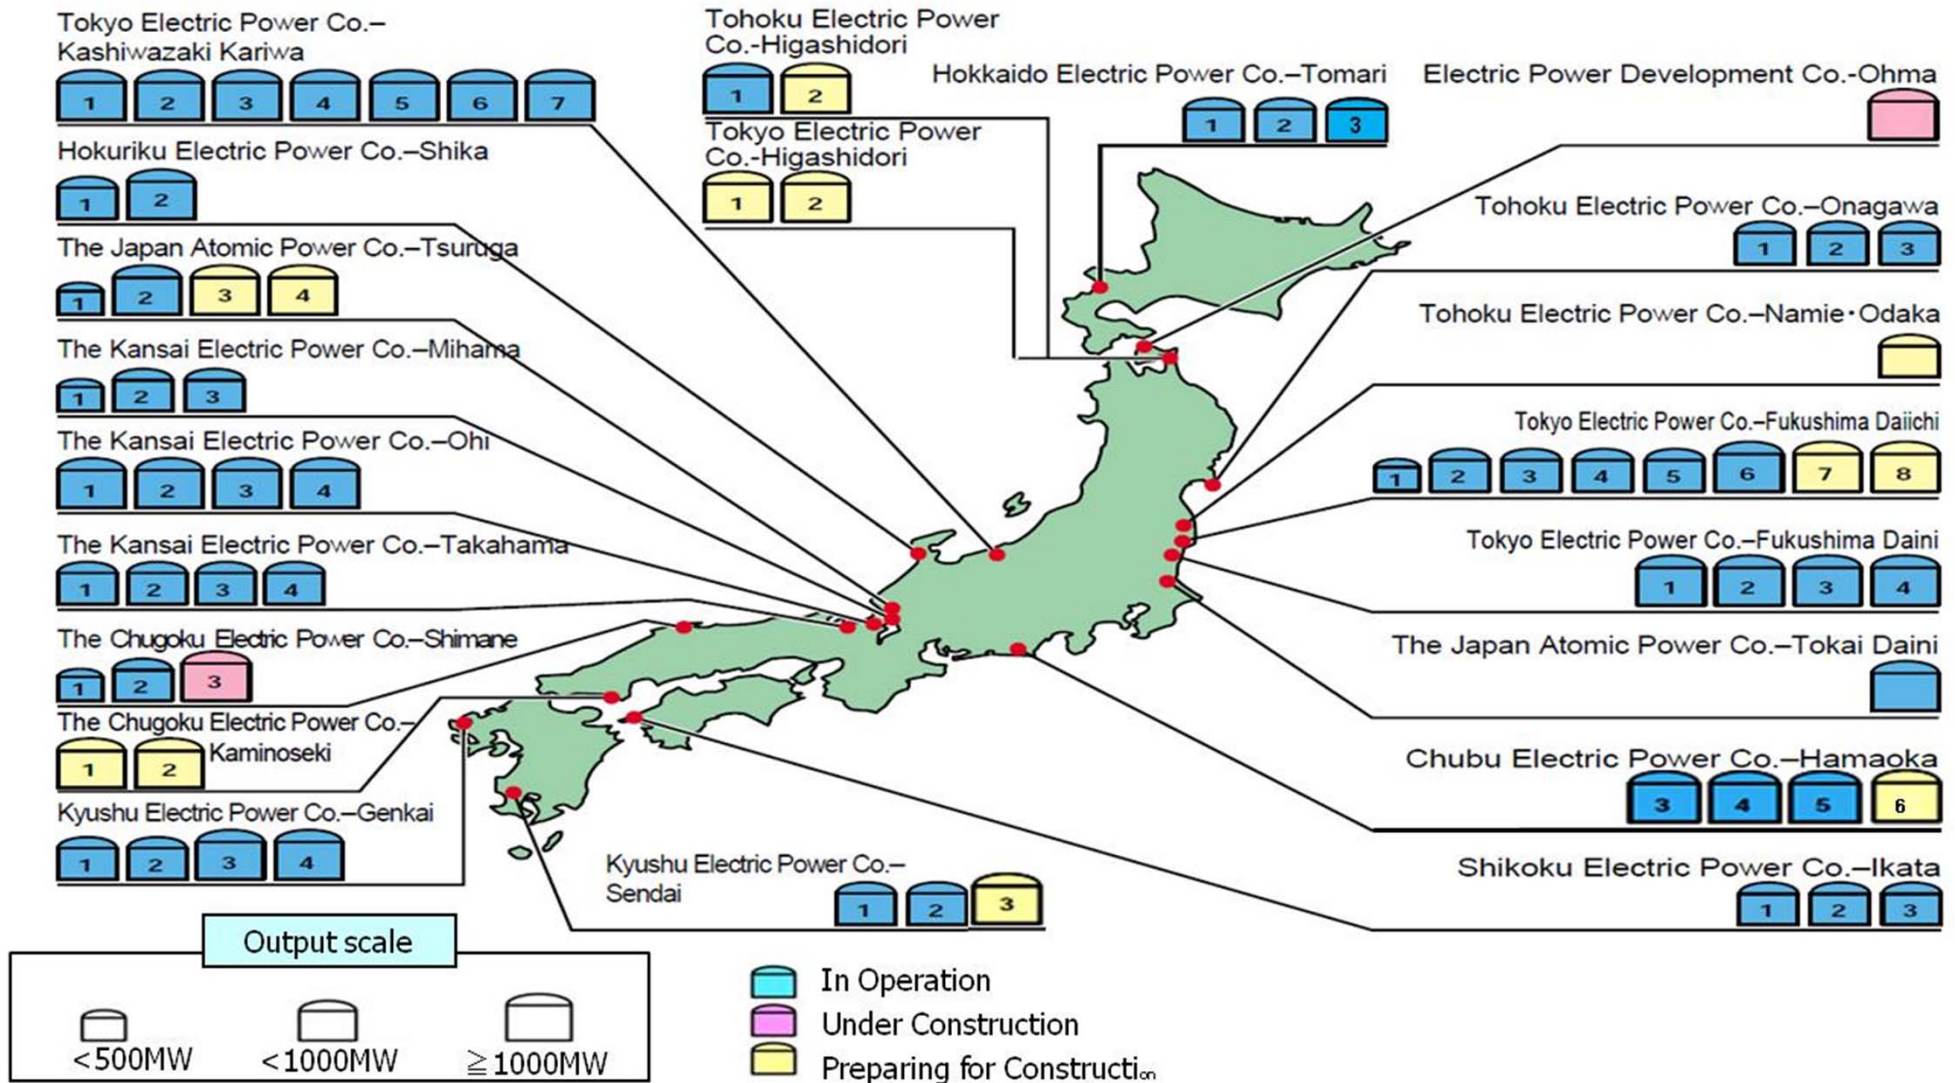 Tokyo Electric Power Co.–
Kashiwazaki Kariwa
1 2 3 4 5 6 7
Hokuriku Electric Power Co.–Shika
1 2
The Japan Atomic Power Co.–Tsuruga
1 2 3 4
The Kansai Electric Power Co.–Mihama
1 2 3
The Kansai Electric Power Co.–Ohi
1 2 3 4
The Kansai Electric Power Co.–Takahama
1 2 3 4
The Chugoku Electric Power Co.–Shimane
1 2 3
The Chugoku Electric Power Co.–
Kaminoseki
1 2
Kyushu Electric Power Co.–Genkai
1 2 3 4
Tohoku Electric Power
Co.-Higashidori
1 2
Tokyo Electric Power
Co.–Higashidori
1 2
Hokkaido Electric Power Co.–Tomari
1 2 3
Electric Power Development Co.-Ohma
Tohoku Electric Power Co.–Onagawa
1 2 3
Tohoku Electric Power Co.–Namie・Odaka
Tokyo Electric Power Co.–Fukushima Daiichi
1 2 3 4 5 6 7 8
Tokyo Electric Power Co.–Fukushima Daini
1 2 3 4
The Japan Atomic Power Co.–Tokai Daini
Chubu Electric Power Co.–Hamaoka
3 4 5 6
Shikoku Electric Power Co.–Ikata
1 2 3
Kyushu Electric Power Co.–
Sendai
1 2 3
Output scale
<500MW <1000MW ≧1000MW
In Operation
Under Construction
Preparing for Construction